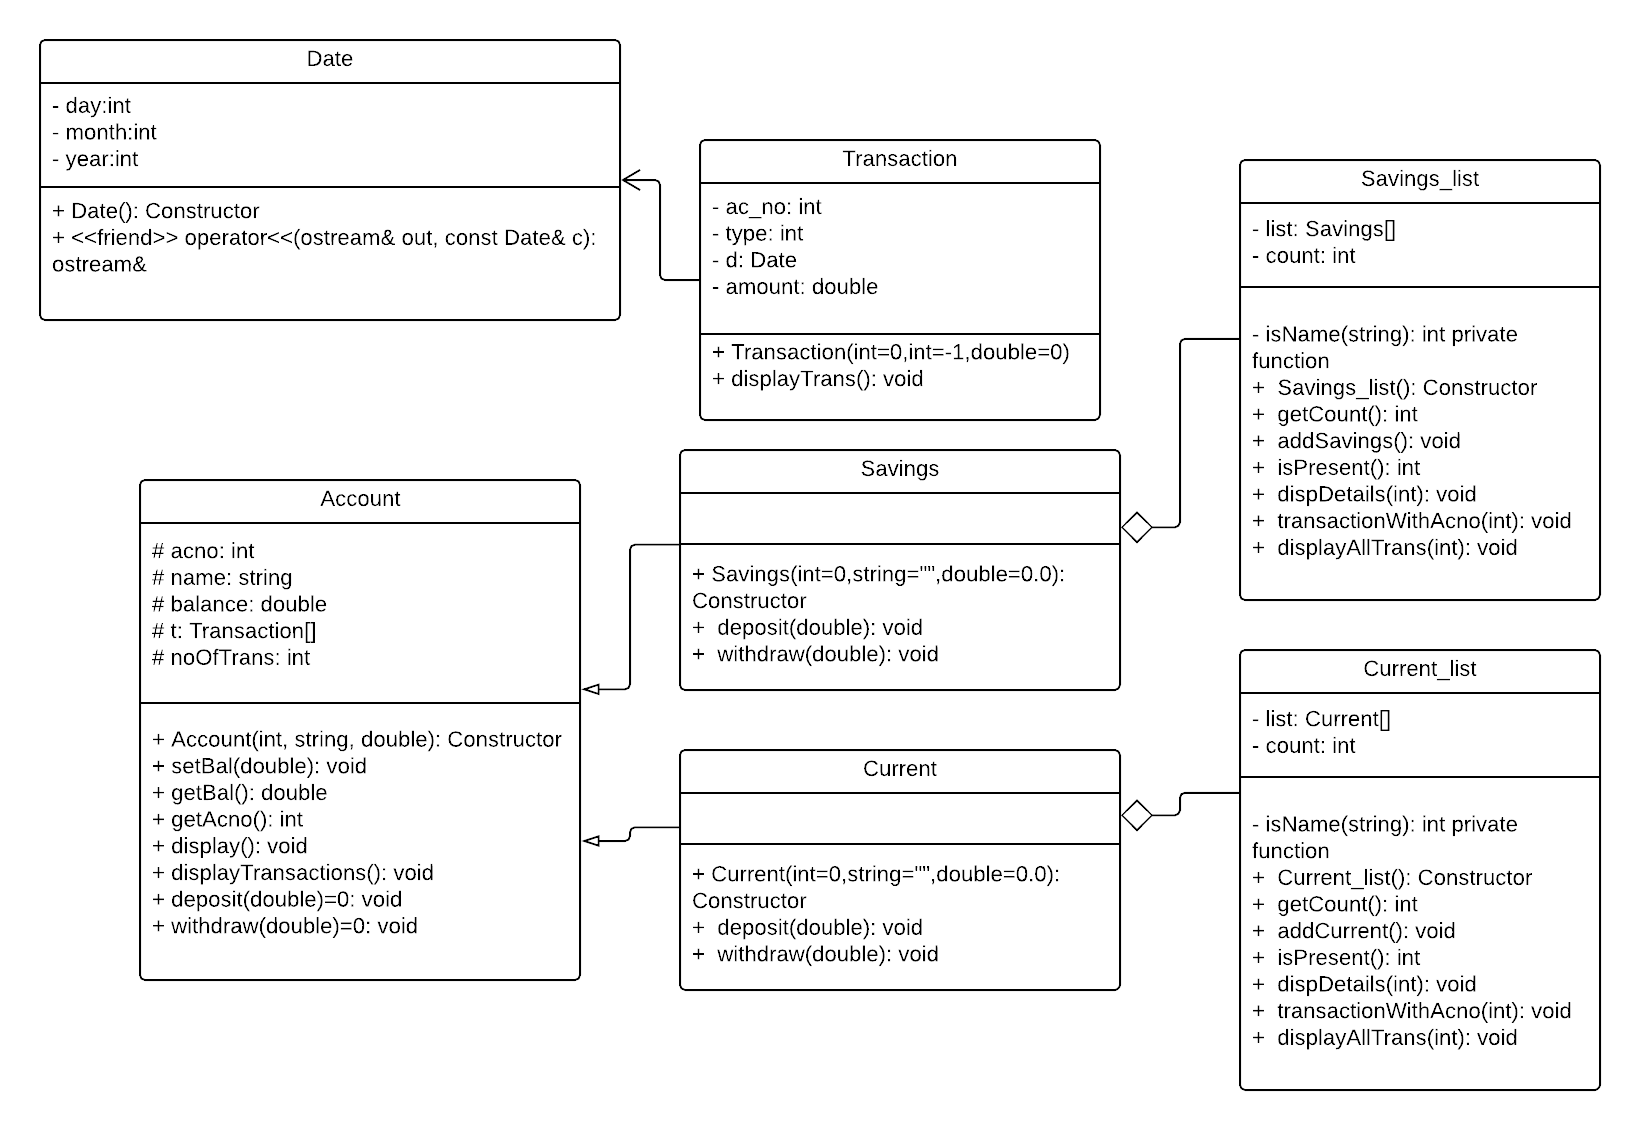 Date
- day:int
- month:int
- year:int
+ Date(): Constructor
+ <<friend>> operator<<(ostream& out, const Date& c):
ostream&
Transaction
- ac_no: int
- type: int
- d: Date
- amount: double
+ Transaction(int=0,int=-1,double=0)
+ displayTrans(): void
Savings_list
- list: Savings[]
- count: int
- isName(string): int private
function
+  Savings_list(): Constructor
+  getCount(): int
+  addSavings(): void
+  isPresent(): int
+  dispDetails(int): void
+  transactionWithAcno(int): void
+  displayAllTrans(int): void
Account
# acno: int
# name: string
# balance: double
# t: Transaction[]
# noOfTrans: int
+ Account(int, string, double): Constructor
+ setBal(double): void
+ getBal(): double
+ getAcno(): int
+ display(): void
+ displayTransactions(): void
+ deposit(double)=0: void
+ withdraw(double)=0: void
Savings
+ Savings(int=0,string="",double=0.0):
Constructor
+  deposit(double): void
+  withdraw(double): void
Current
+ Current(int=0,string="",double=0.0):
Constructor
+  deposit(double): void
+  withdraw(double): void
Current_list
- list: Current[]
- count: int
- isName(string): int private
function
+  Current_list(): Constructor
+  getCount(): int
+  addCurrent(): void
+  isPresent(): int
+  dispDetails(int): void
+  transactionWithAcno(int): void
+  displayAllTrans(int): void